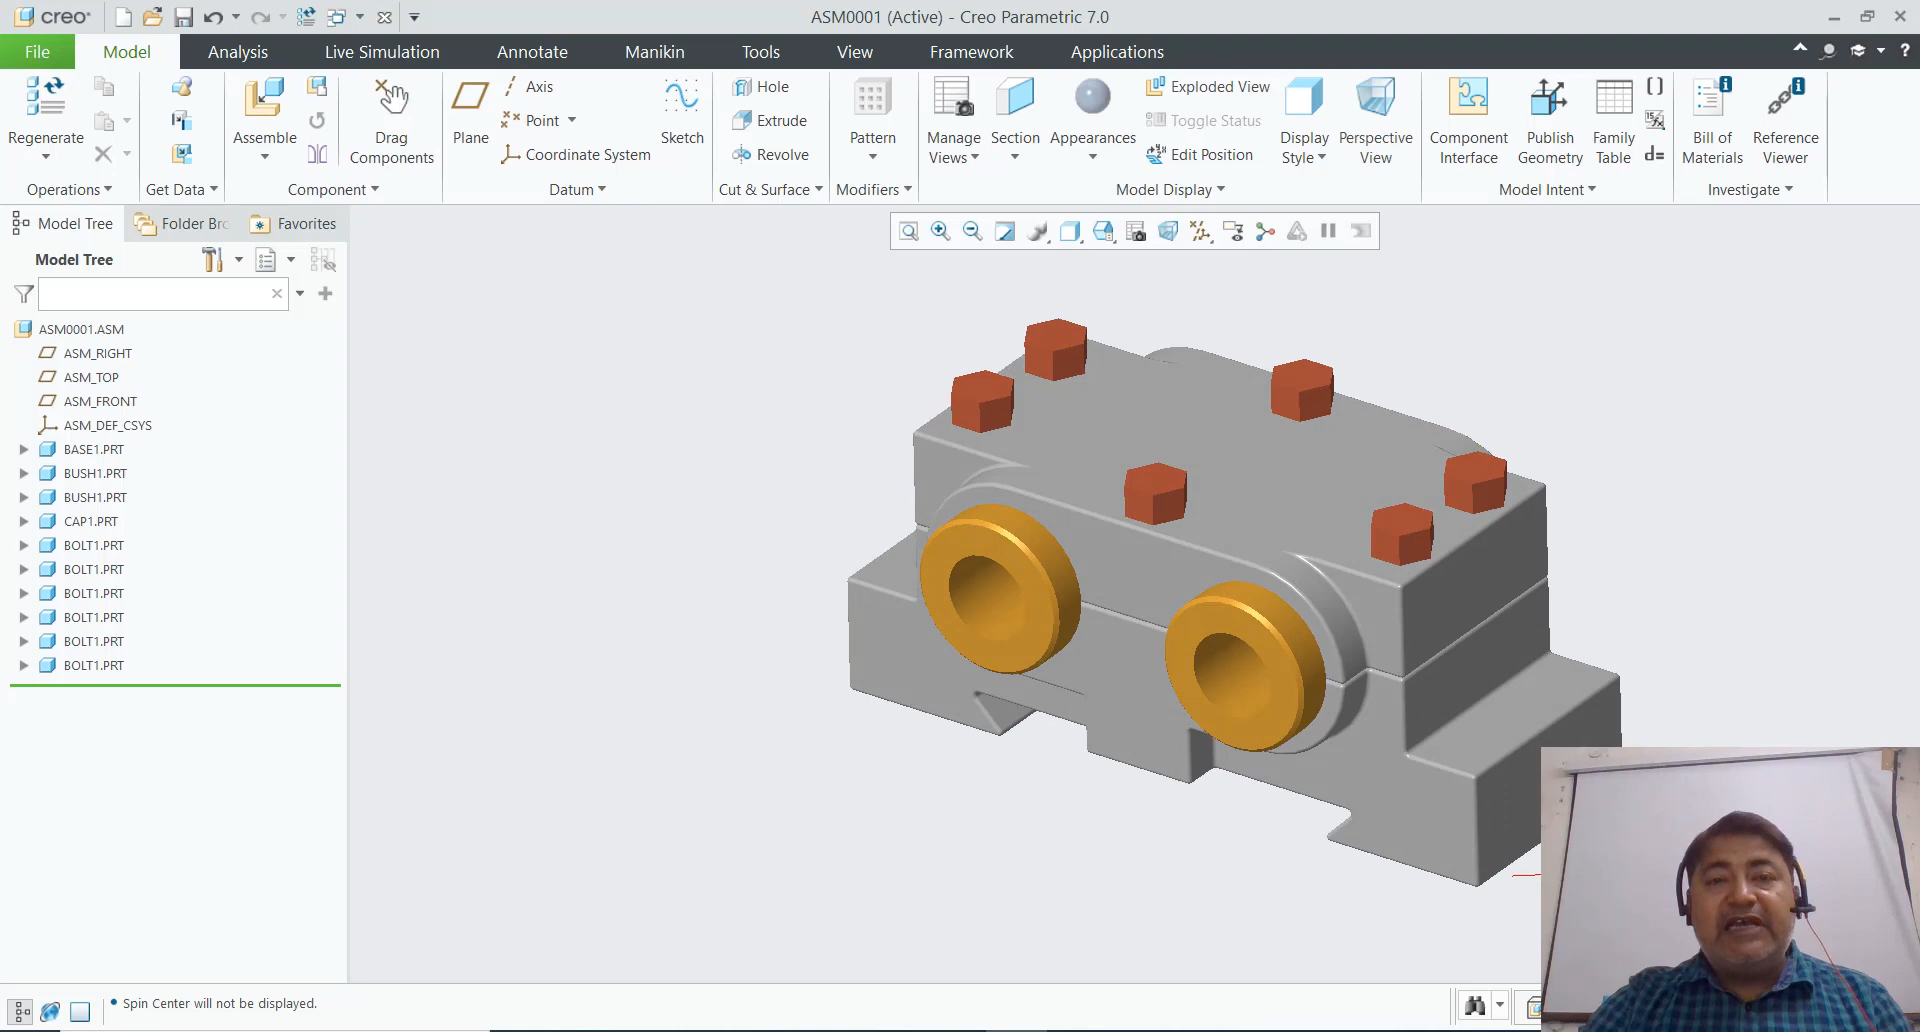 creo°
ASM0001 (Active) - Creo Parametric 7.0
File Model Analysis Live Simulation Annotate Manikin Tools View Framework Applications
Regenerate
Operations
Get Data
Assemble
Drag Components
Component
Plane
Axis
Point
Coordinate System
Sketch
Datum
Hole
Extrude
Revolve
Cut & Surface
Pattern
Modifiers
Manage Views
Section
Appearances
Exploded View
Toggle Status
Edit Position
Display Style
Perspective View
Model Display
Component Interface
Publish Geometry
Family Table
Model Intent
Bill of Materials
Reference Viewer
Investigate
Model Tree Folder Bro Favorites
Model Tree
ASM0001.ASM
ASM_RIGHT
ASM_TOP
ASM_FRONT
ASM_DEF_CSYS
BASE1.PRT
BUSH1.PRT
BUSH1.PRT
CAP1.PRT
BOLT1.PRT
BOLT1.PRT
BOLT1.PRT
BOLT1.PRT
BOLT1.PRT
BOLT1.PRT
• Spin Center will not be displayed.